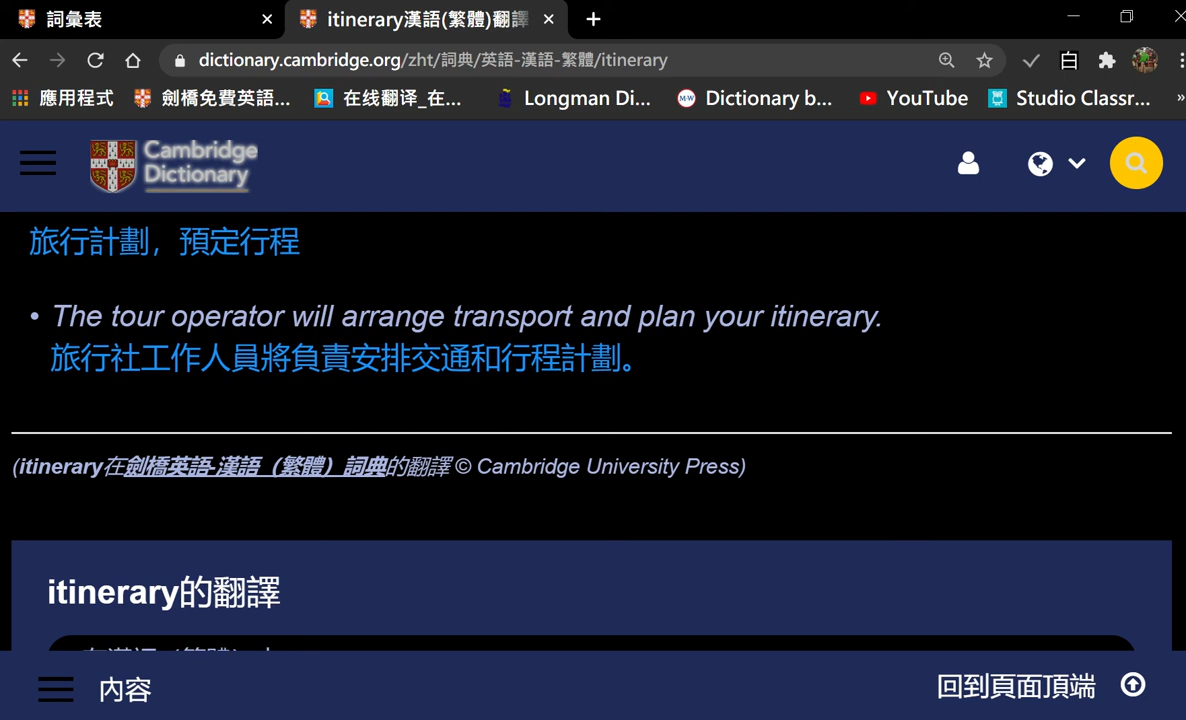 詞彙表
itinerary漢語(繁體)翻譯
dictionary.cambridge.org/zht/詞典/英語-漢語-繁體/itinerary
應用程式 劍橋免費英語... 在线翻译_在... Longman Di... M-W Dictionary b... YouTube Studio Classr... »
Cambridge
Dictionary
旅行計劃，預定行程
• The tour operator will arrange transport and plan your itinerary.
旅行社工作人員將負責安排交通和行程計劃。
(itinerary在劍橋英語-漢語（繁體）詞典的翻譯 © Cambridge University Press)
itinerary的翻譯
內容
回到頁面頂端